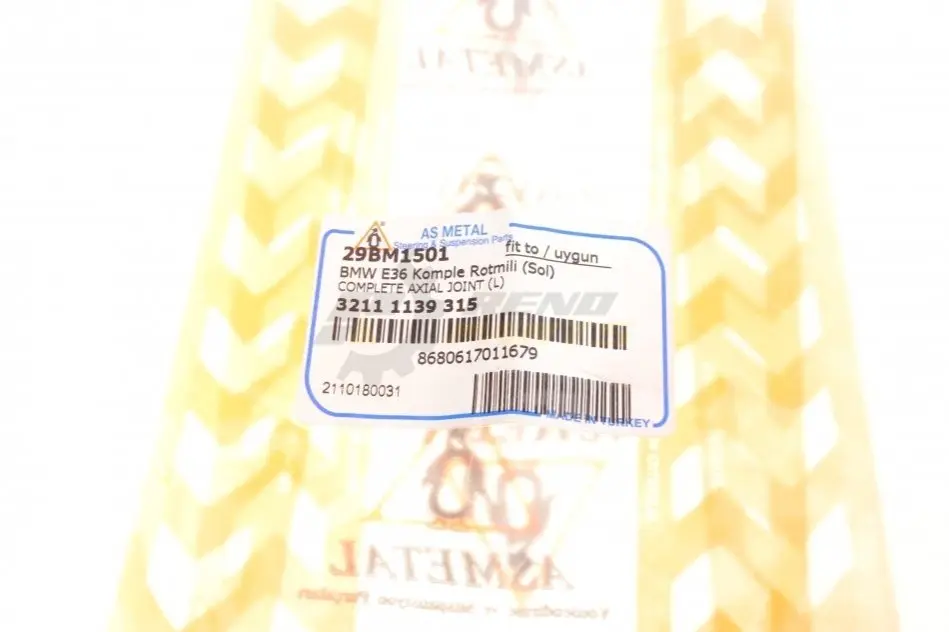 AS METAL
Steering & Suspension Parts
fit to / uygun
29BM1501
BMW E36 Komple Rotmili (Sol)
COMPLETE AXIAL JOINT (L)
3211 1139 315
8680617011679
2110180031
MADE IN TURKEY
ASMETAL
ASMETAL